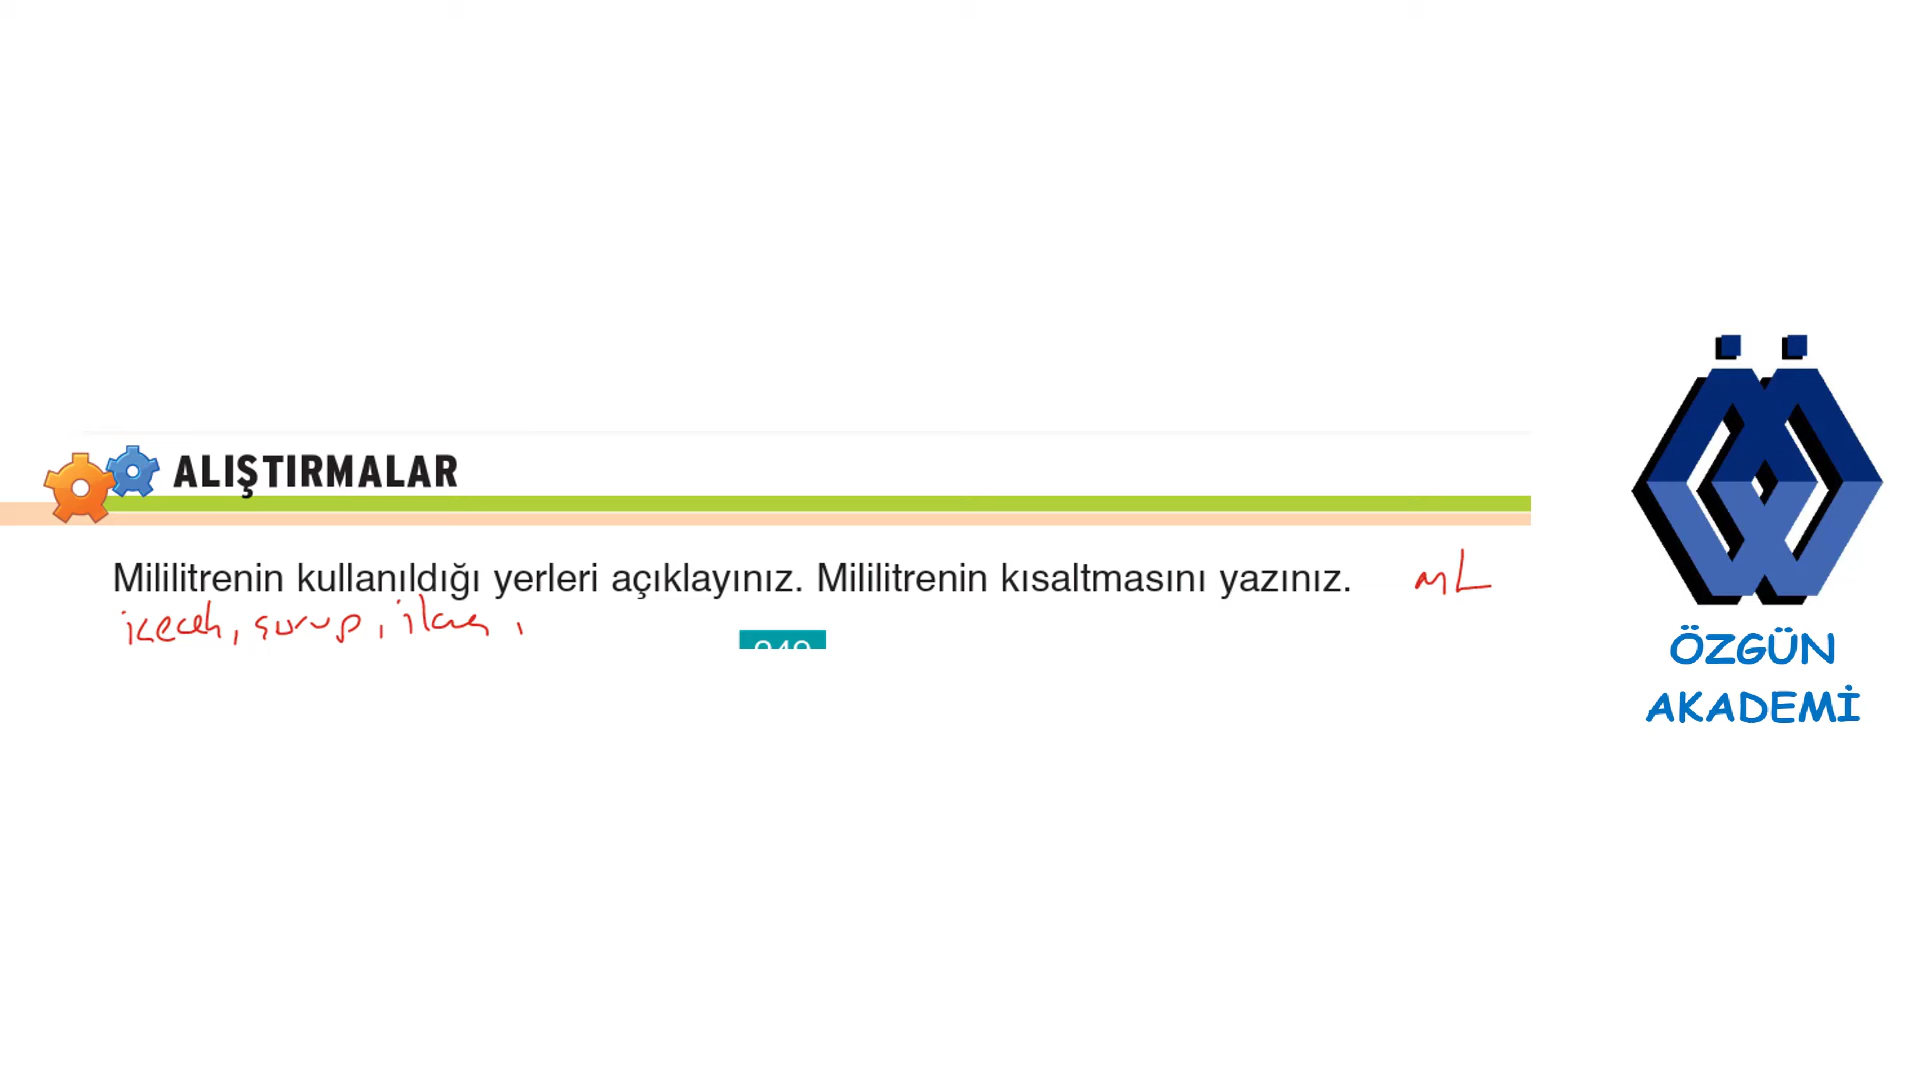 ALIŞTIRMALAR
Mililitrenin kullanıldığı yerleri açıklayınız. Mililitrenin kısaltmasını yazınız. mL
içecek, şurup, ilaç,
ÖZGÜN
AKADEMİ